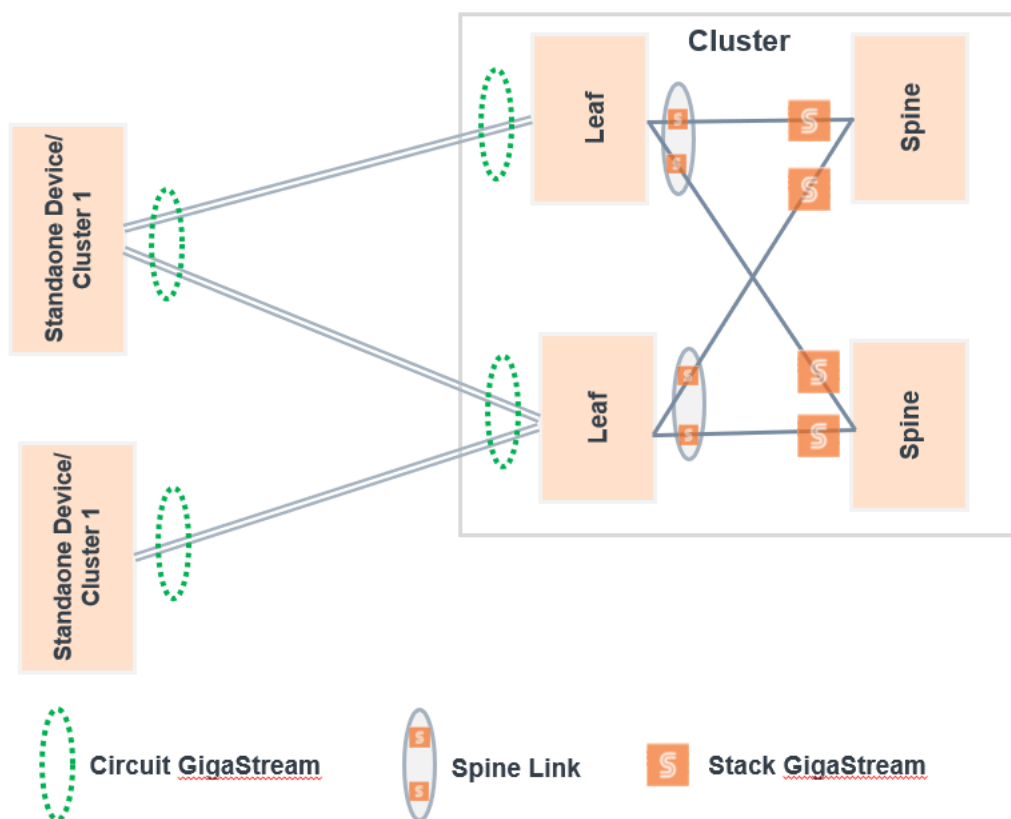 Cluster
Leaf
Spine
Standaone Device/
Cluster 1
Leaf
Spine
Standaone Device/
Cluster 1
Circuit GigaStream
Spine Link
Stack GigaStream